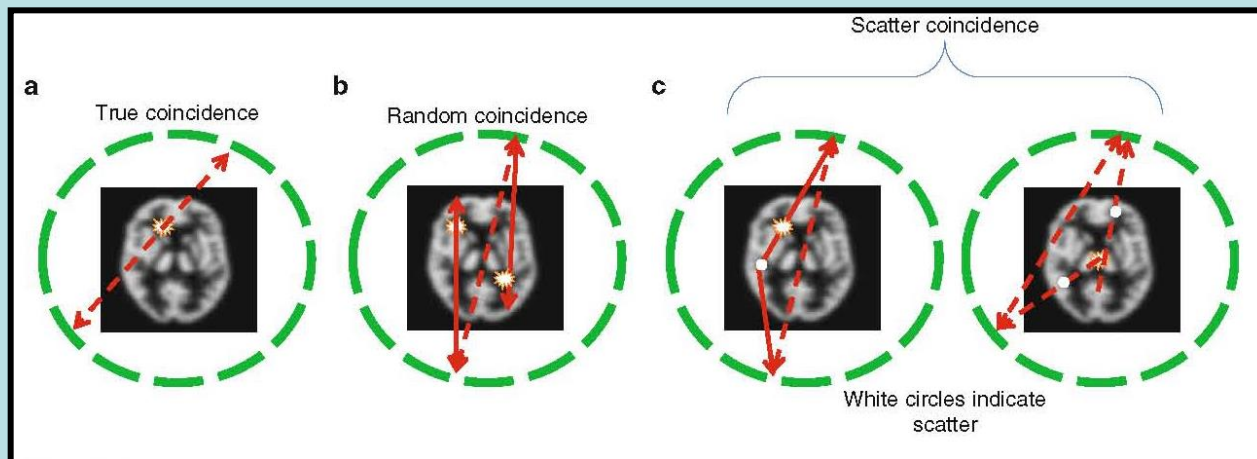 Scatter coincidence
a
b
c
True coincidence
Random coincidence
White circles indicate
scatter